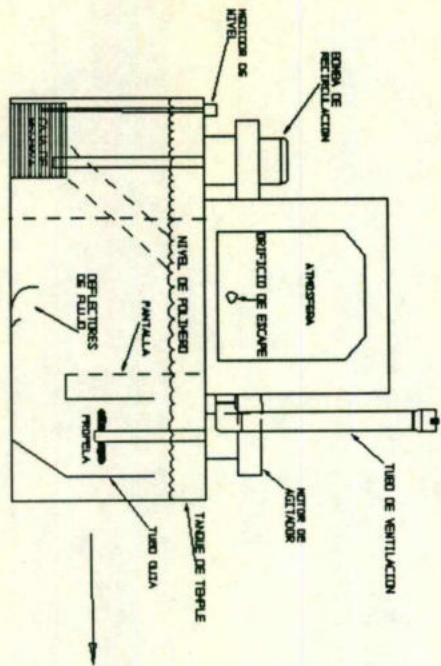 MEDIDOR DE
NIVEL
BOMBA DE
RECIRCULACION
NIVEL DE POLIMERO
ATMOSFERA
ORIFICIO DE ESCAPE
DEFLECTORES
DE FLUJO
PANTALLA
PROPELA
TUBO GUIA
TANQUE DE TEMPLE
MOTOR DE
AGITADOR
TUBO DE VENTILACION